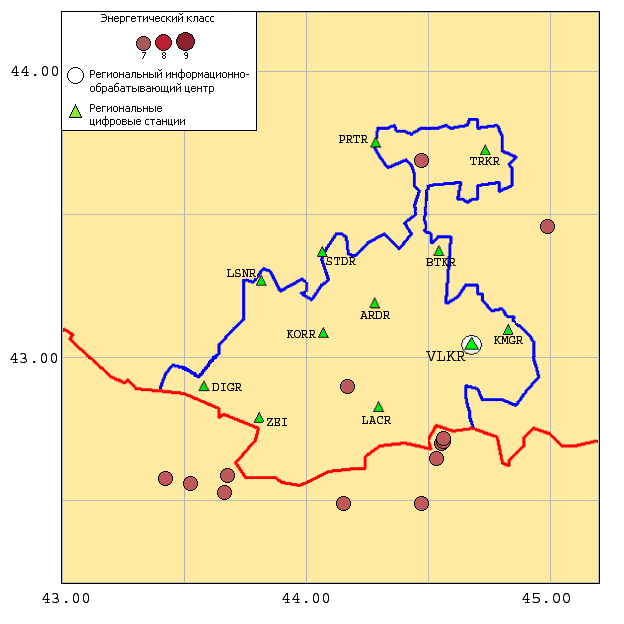 Энергетический класс
7 8 9
Региональный информационно-
обрабатывающий центр
Региональные
цифровые станции
44.00
PRTR
TRKR
STDR
BTKR
LSNR
ARDR
KORR
KMGR
VLKR
43.00
DIGR
ZEI
LACR
43.00 44.00 45.00